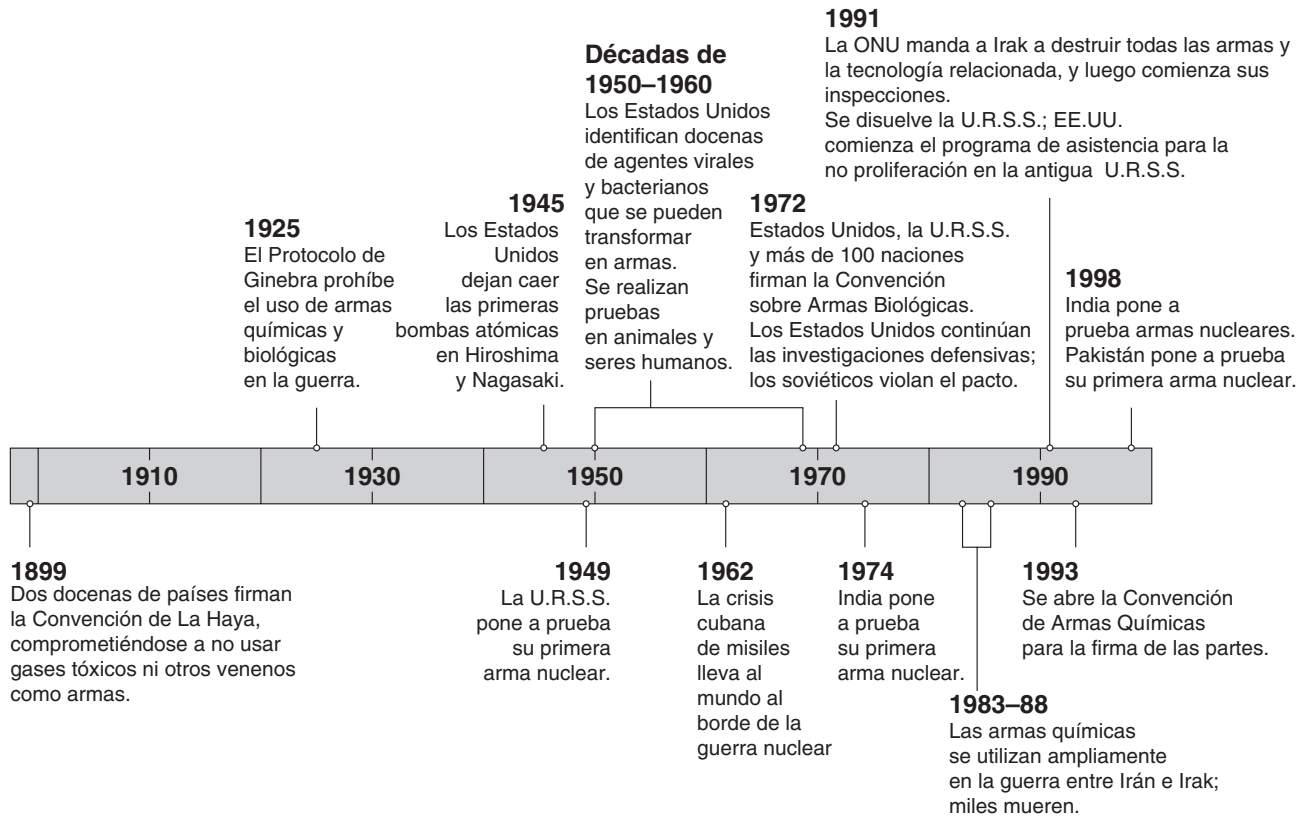 1991
La ONU manda a Irak a destruir todas las armas y
la tecnología relacionada, y luego comienza sus
inspecciones.
Se disuelve la U.R.S.S.; EE.UU.
comienza el programa de asistencia para la
no proliferación en la antigua U.R.S.S.
Décadas de
1950–1960
Los Estados Unidos
identifican docenas
de agentes virales
y bacterianos
que se pueden
transformar
en armas.
Se realizan
pruebas
en animales y
seres humanos.
1945
Los Estados
Unidos
dejan caer
las primeras
bombas atómicas
en Hiroshima
y Nagasaki.
1972
Estados Unidos, la U.R.S.S.
y más de 100 naciones
firman la Convención
sobre Armas Biológicas.
Los Estados Unidos continúan
las investigaciones defensivas;
los soviéticos violan el pacto.
1925
El Protocolo de
Ginebra prohíbe
el uso de armas
químicas y
biológicas
en la guerra.
1998
India pone a
prueba armas nucleares.
Pakistán pone a prueba
su primera arma nuclear.
1910
1930
1950
1970
1990
1899
Dos docenas de países firman
la Convención de La Haya,
comprometiéndose a no usar
gases tóxicos ni otros venenos
como armas.
1949
La U.R.S.S.
pone a prueba
su primera
arma nuclear.
1962
La crisis
cubana
de misiles
lleva al
mundo al
borde de la
guerra nuclear
1974
India pone
a prueba
su primera
arma nuclear.
1993
Se abre la Convención
de Armas Químicas
para la firma de las partes.
1983–88
Las armas químicas
se utilizan ampliamente
en la guerra entre Irán e Irak;
miles mueren.